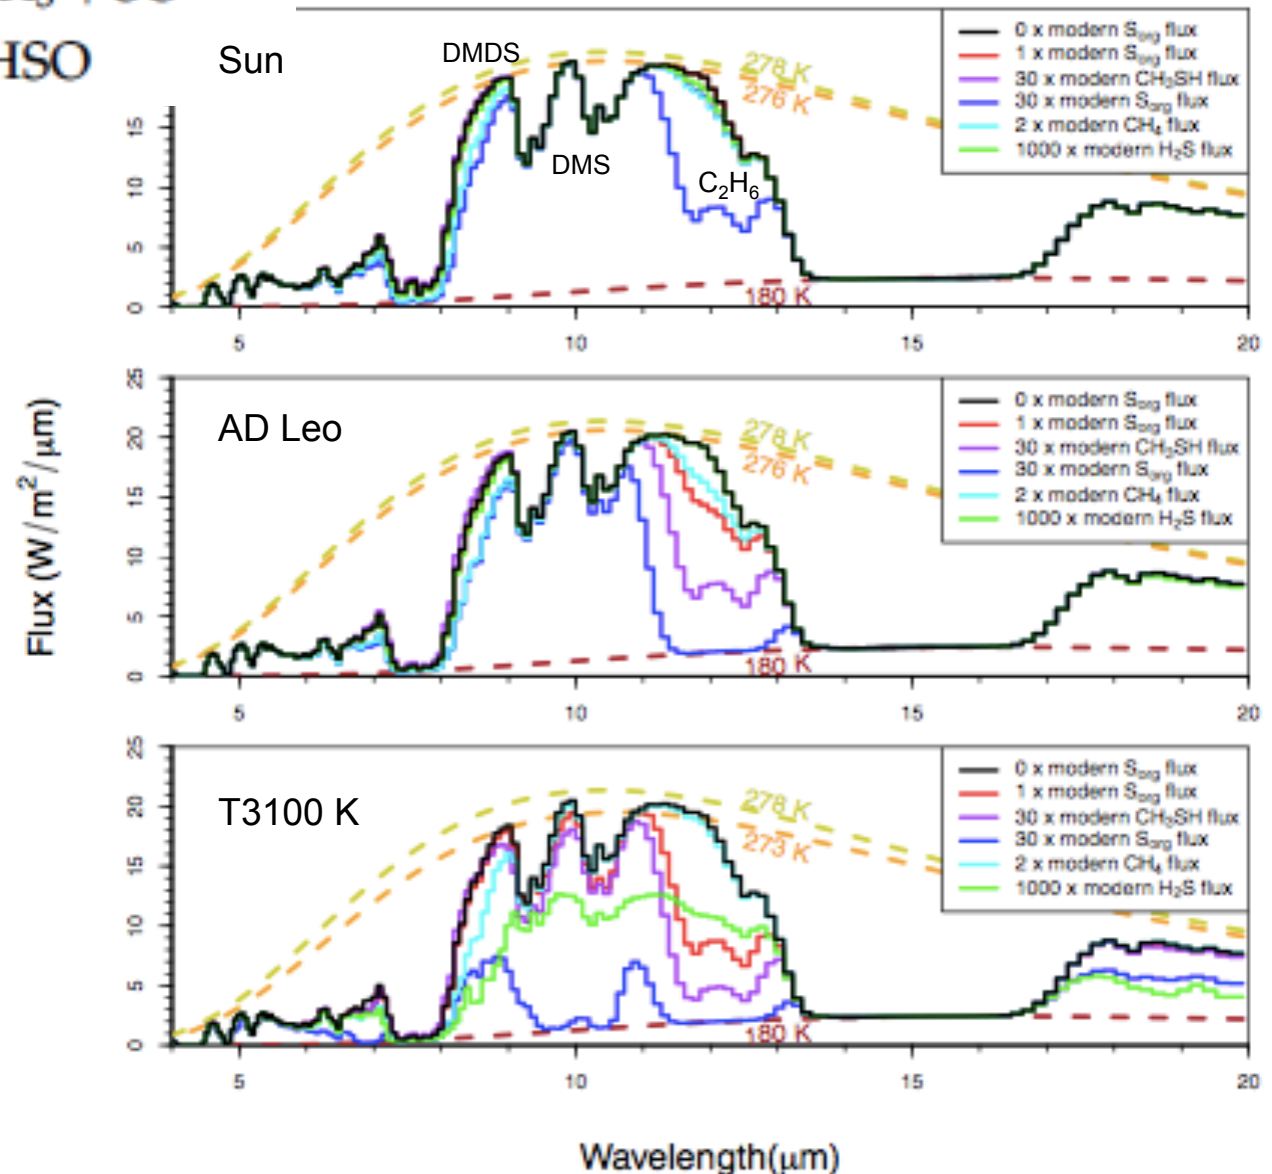 HSO
Sun
DMDS
DMS
C₂H₆
278 K
276 K
180 K
0 x modern Sₒᵣg flux
1 x modern Sₒᵣg flux
30 x modern CH₃SH flux
30 x modern Sₒᵣg flux
2 x modern CH₄ flux
1000 x modern H₂S flux
0 5 10 15
5 10 15 20
AD Leo
278 K
276 K
180 K
0 x modern Sₒᵣg flux
1 x modern Sₒᵣg flux
30 x modern CH₃SH flux
30 x modern Sₒᵣg flux
2 x modern CH₄ flux
1000 x modern H₂S flux
0 5 10 15 20 25
5 10 15 20
Flux (W/m²/μm)
T3100 K
278 K
273 K
180 K
0 x modern Sₒᵣg flux
1 x modern Sₒᵣg flux
30 x modern CH₃SH flux
30 x modern Sₒᵣg flux
2 x modern CH₄ flux
1000 x modern H₂S flux
0 5 10 15 20 25
5 10 15 20
Wavelength(μm)